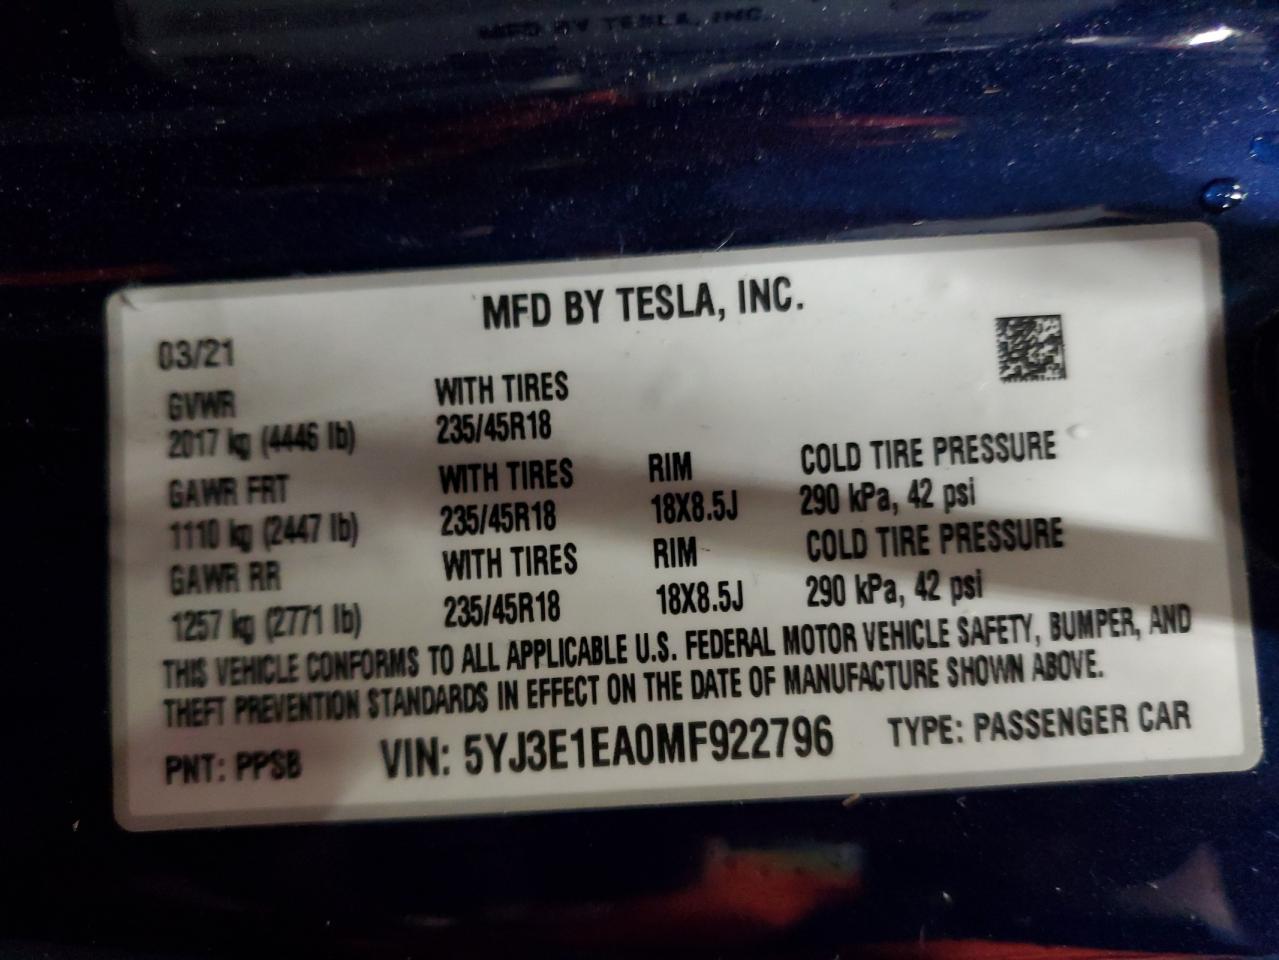 MFD BY TESLA, INC.
MFD BY TESLA, INC.
03/21
GVWR WITH TIRES
2017 kg (4446 lb) 235/45R18
GAWR FRT WITH TIRES RIM COLD TIRE PRESSURE
1110 kg (2447 lb) 235/45R18 18X8.5J 290 kPa, 42 psi
GAWR RR WITH TIRES RIM COLD TIRE PRESSURE
1257 kg (2771 lb) 235/45R18 18X8.5J 290 kPa, 42 psi
THIS VEHICLE CONFORMS TO ALL APPLICABLE U.S. FEDERAL MOTOR VEHICLE SAFETY, BUMPER, AND
THEFT PREVENTION STANDARDS IN EFFECT ON THE DATE OF MANUFACTURE SHOWN ABOVE.
PNT: PPSB VIN: 5YJ3E1EA0MF922796 TYPE: PASSENGER CAR